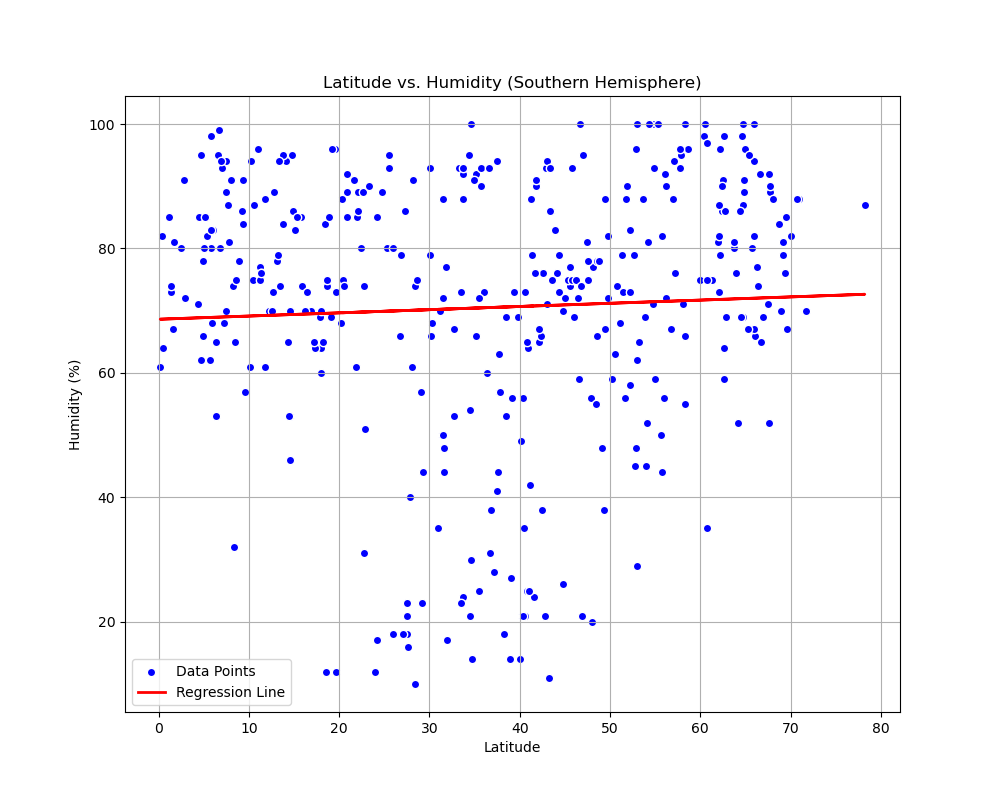 Latitude vs. Humidity (Southern Hemisphere)
100
80
60
40
20
Humidity (%)
Data Points
Regression Line
0 10 20 30 40 50 60 70 80
Latitude